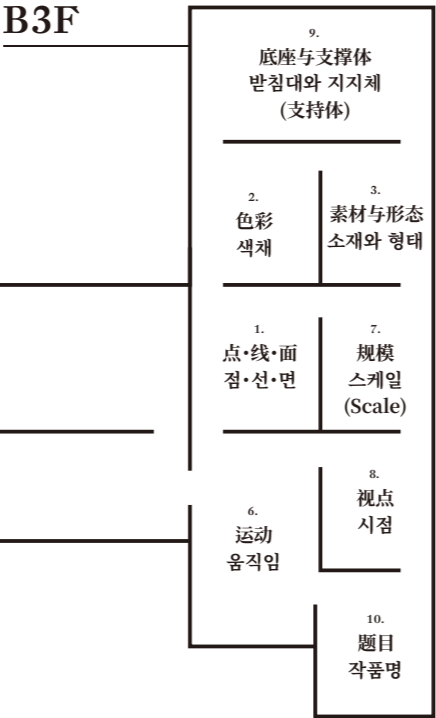 B3F
9.
底座与支撑体
받침대와 지지체
(支持体)
2.
色彩
색채
3.
素材与形态
소재와 형태
1.
点·线·面
점·선·면
7.
规模
스케일
(Scale)
8.
视点
시점
6.
运动
움직임
10.
题目
작품명